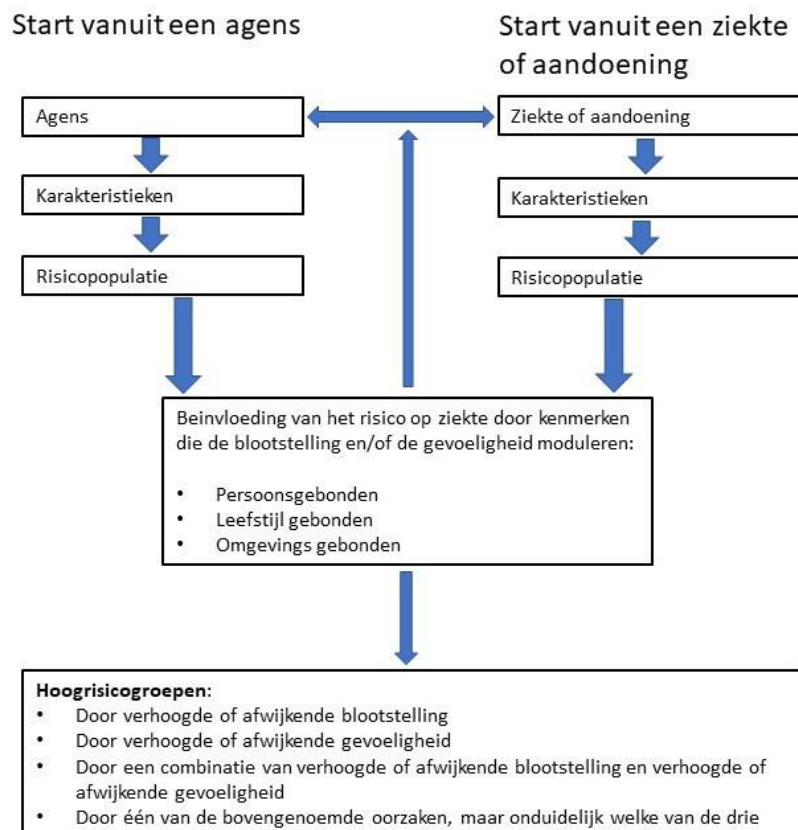 Start vanuit een agens
Start vanuit een ziekte
of aandoening
Agens
Ziekte of aandoening
Karakteristieken
Karakteristieken
Risicopopulatie
Risicopopulatie
Beinvloeding van het risico op ziekte door kenmerken
die de blootstelling en/of de gevoeligheid moduleren:
• Persoonsgebonden
• Leefstijl gebonden
• Omgevings gebonden
Hoogrisicogroepen:
• Door verhoogde of afwijkende blootstelling
• Door verhoogde of afwijkende gevoeligheid
• Door een combinatie van verhoogde of afwijkende blootstelling en verhoogde of
afwijkende gevoeligheid
• Door één van de bovengenoemde oorzaken, maar onduidelijk welke van de drie